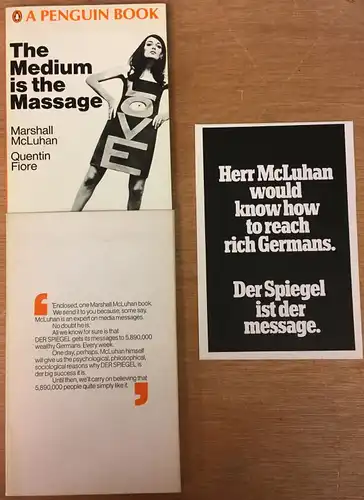 A PENGUIN BOOK
The
Medium
is the
Massage
Marshall
McLuhan
Quentin
Fiore
LOVE
‘Enclosed, one Marshall McLuhan book.
We send it to you because, some say,
McLuhan is an expert on media messages.
No doubt he is.
All we know for sure is that
DER SPIEGEL gets its messages to 5,890,000
wealthy Germans. Every week.
One day, perhaps, McLuhan himself
will give us the psychological, philosophical,
sociological reasons why DER SPIEGEL is
the big success it is.
Until then, we'll carry on believing that
5,890,000 people quite simply like it.’
Herr McLuhan
would
know how
to reach
rich Germans.
Der Spiegel
ist der
message.